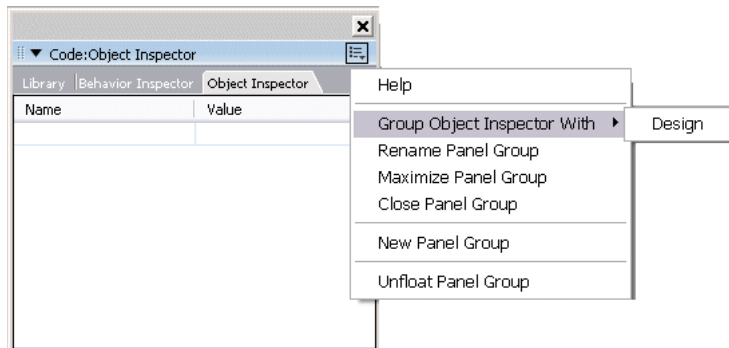 Code:Object Inspector
Library Behavior Inspector Object Inspector
Name Value
Help
Group Object Inspector With Design
Rename Panel Group
Maximize Panel Group
Close Panel Group
New Panel Group
Unfloat Panel Group